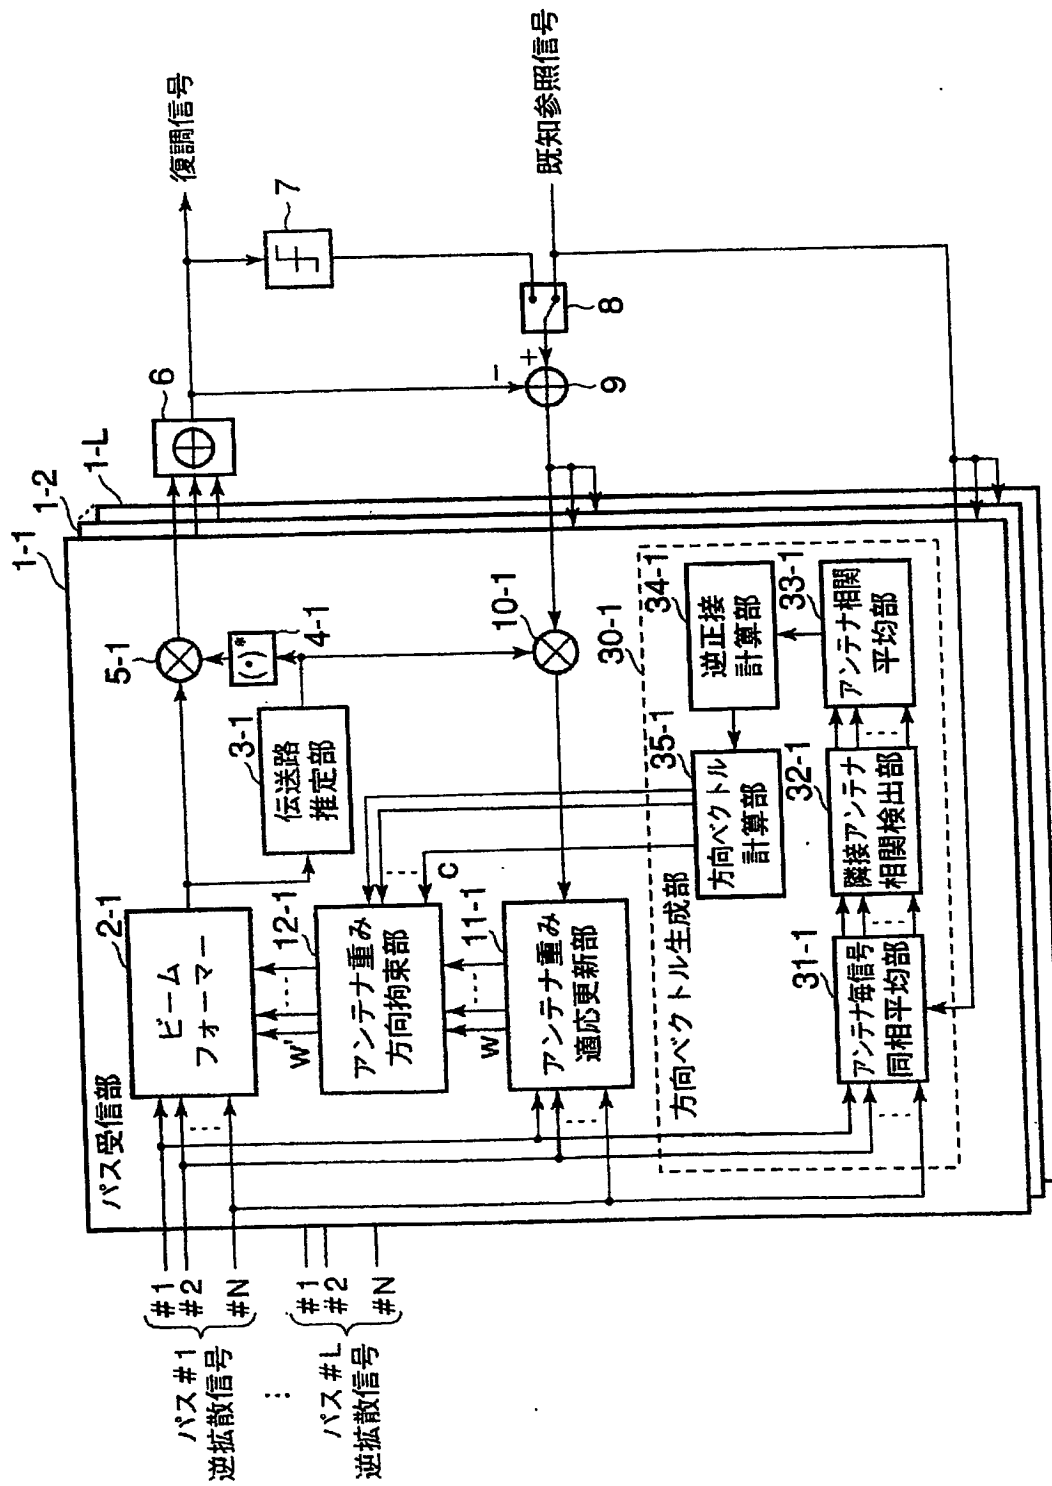 パス#1
逆拡散信号
#1
#2
#N
パス#L
逆拡散信号
#1
#2
#N
パス受信部
1-1
1-2
1-L
ビーム
フォーマー
2-1
伝送路
推定部
3-1
(・)*
4-1
5-1
6
復調信号
7
8
既知参照信号
+
-
9
10-1
アンテナ重み
方向拘束部
12-1
w'
c
アンテナ重み
適応更新部
11-1
w
方向ベクトル生成部
30-1
方向ベクトル
計算部
35-1
逆正接
計算部
34-1
アンテナ毎信号
同相平均部
31-1
隣接アンテナ
相関検出部
32-1
アンテナ相関
平均部
33-1